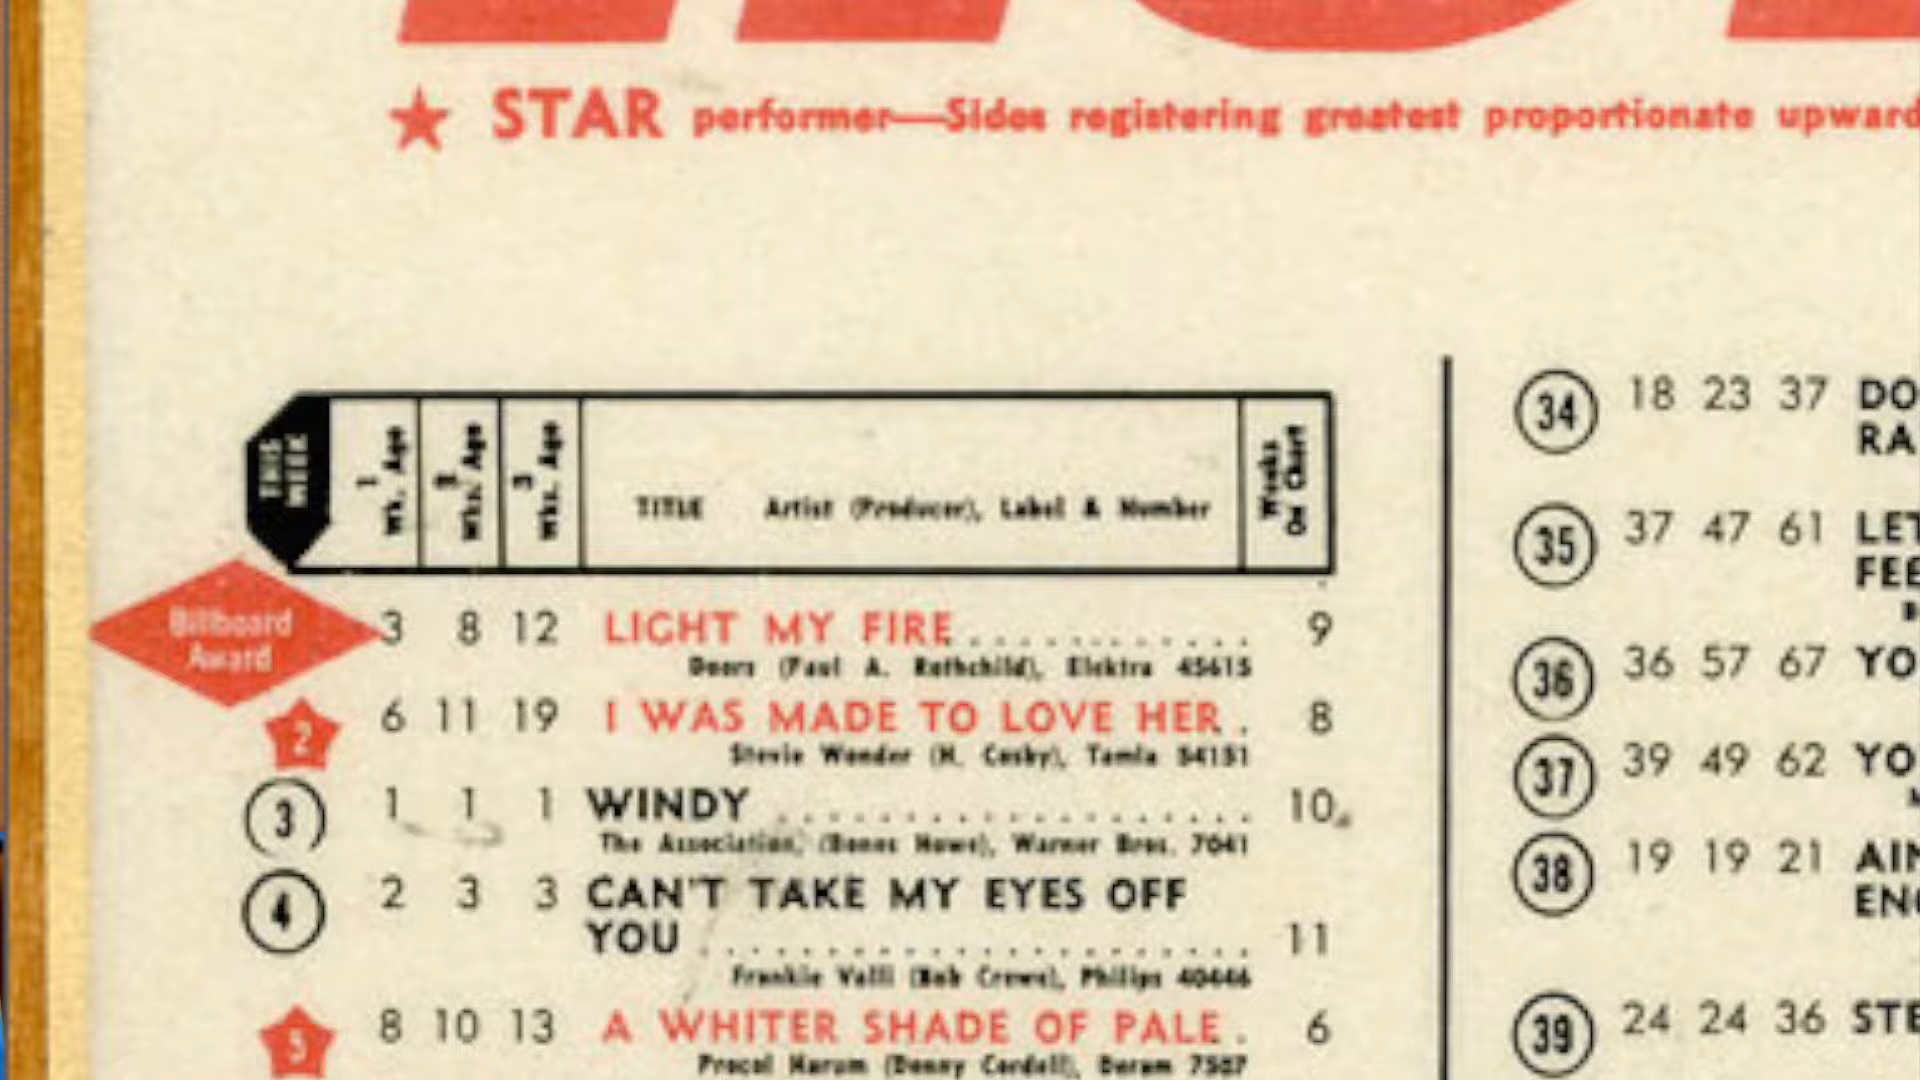 ★ STAR performer—Sides registering greatest proportionate upward
THIS WEEK
1 Wk. Ago
2 Wks. Ago
3 Wks. Ago
TITLE Artist (Producer), Label & Number
Weeks On Chart
Billboard Award 3 8 12 LIGHT MY FIRE............ 9
Doors (Paul A. Rothchild), Elektra 45615
2 6 11 19 I WAS MADE TO LOVE HER . 8
Stevie Wonder (H. Cosby), Tamla 54151
3 1 1 1 WINDY .................... 10
The Association, (Bones Howe), Warner Bros. 7041
4 2 3 3 CAN'T TAKE MY EYES OFF
YOU ....................... 11
Frankie Valli (Bob Crewe), Philips 40446
5 8 10 13 A WHITER SHADE OF PALE . 6
Procol Harum (Denny Cordell), Deram 7507
34 18 23 37 DO
RA
35 37 47 61 LET
FEE
36 36 57 67 YO
37 39 49 62 YO
38 19 19 21 AIN
ENO
39 24 24 36 STE